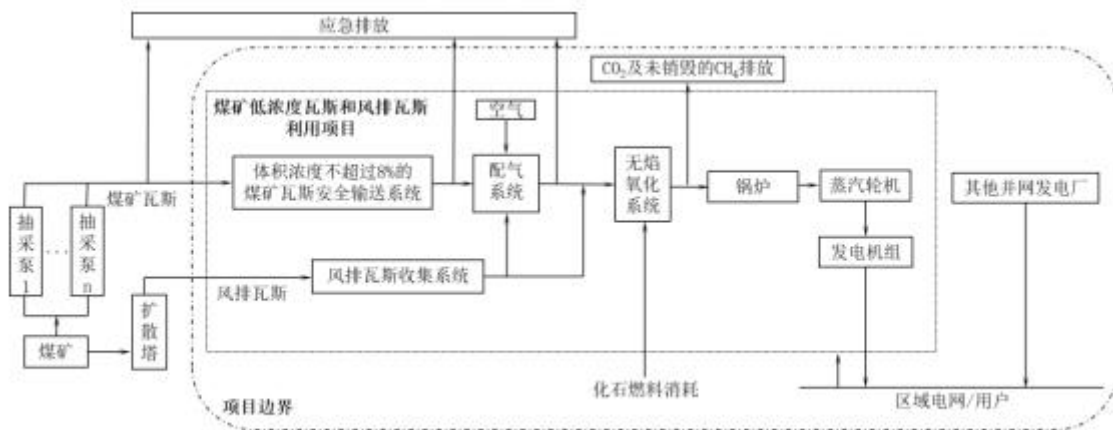 应急排放
CO₂及未销毁的CH₄排放
煤矿低浓度瓦斯和风排瓦斯
利用项目
空气
体积浓度不超过8%的
煤矿瓦斯安全输送系统
配气
系统
无焰
氧化
系统
锅炉
蒸汽轮机
其他并网发电厂
煤矿瓦斯
抽采泵1
...
抽采泵n
发电机组
风排瓦斯收集系统
风排瓦斯
扩散塔
煤矿
化石燃料消耗
区域电网/用户
项目边界